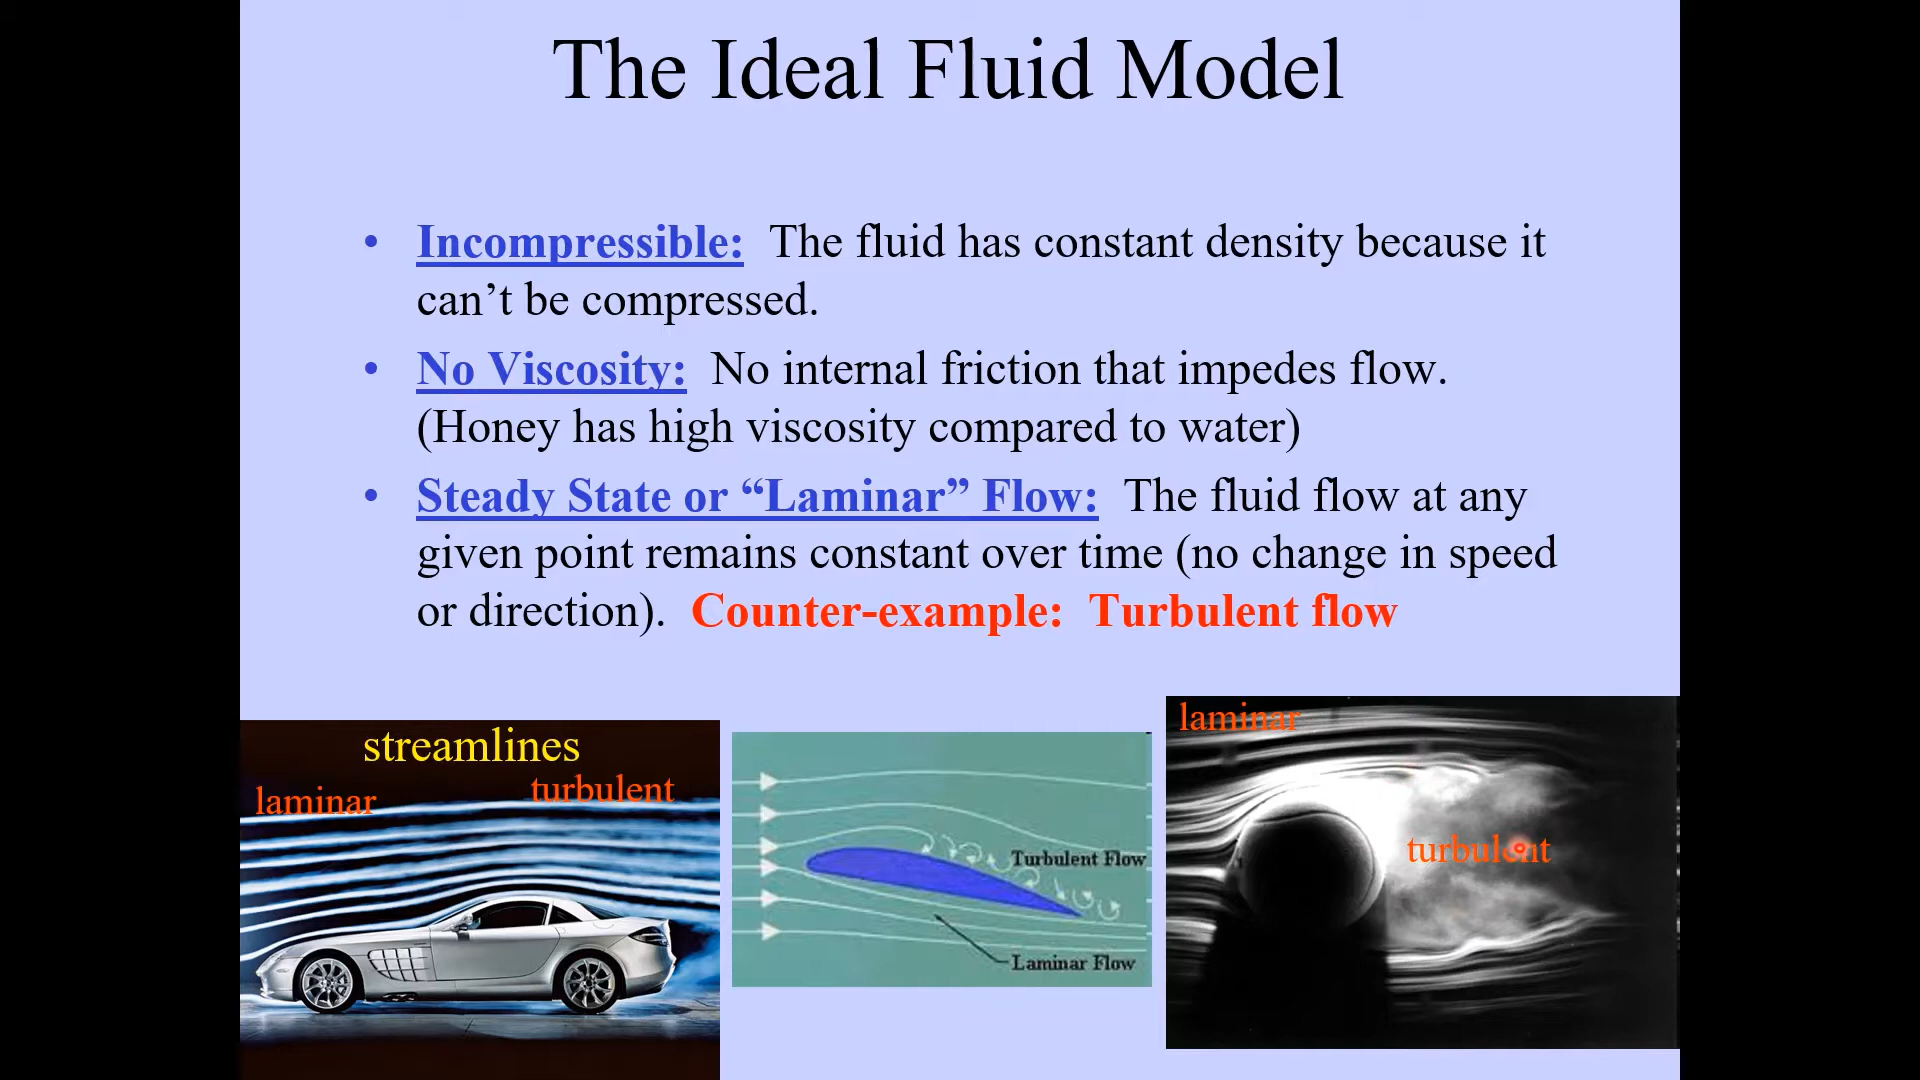 The Ideal Fluid Model
• Incompressible: The fluid has constant density because it
can’t be compressed.
• No Viscosity: No internal friction that impedes flow.
(Honey has high viscosity compared to water)
• Steady State or “Laminar” Flow: The fluid flow at any
given point remains constant over time (no change in speed
or direction). Counter-example: Turbulent flow
streamlines
laminar
turbulent
Turbulent Flow
Laminar Flow
laminar
turbulent